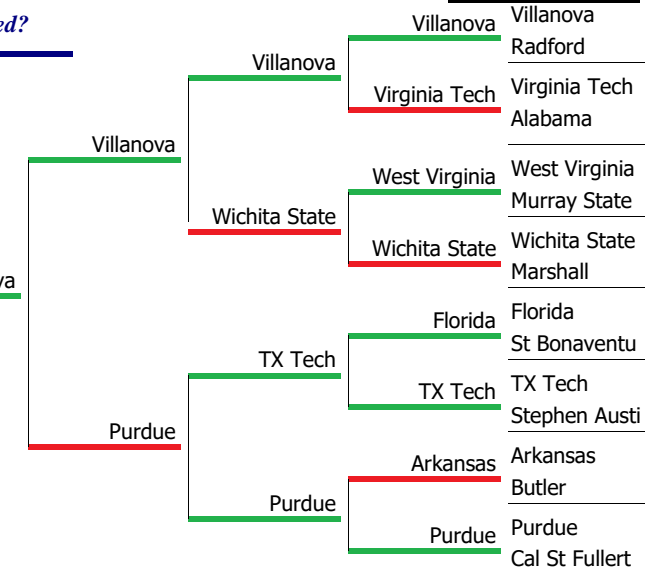 ed?
Villanova
Villanova
Radford
Villanova
Virginia Tech
Virginia Tech
Alabama
Villanova
West Virginia
West Virginia
Murray State
Wichita State
Wichita State
Wichita State
Marshall
va
Florida
Florida
St Bonaventu
TX Tech
TX Tech
TX Tech
Stephen Austi
Purdue
Arkansas
Arkansas
Butler
Purdue
Purdue
Purdue
Cal St Fullert